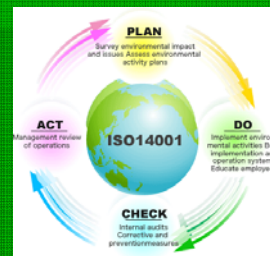 PLAN
Survey environmental impact
and issues Assess environmental
activity plans
ACT
Management review
of operations
ISO14001
DO
Implement enviro
mental activities B
implementation a
operation system
Educate employe
CHECK
Internal audits
Corrective and
preventionmeasures